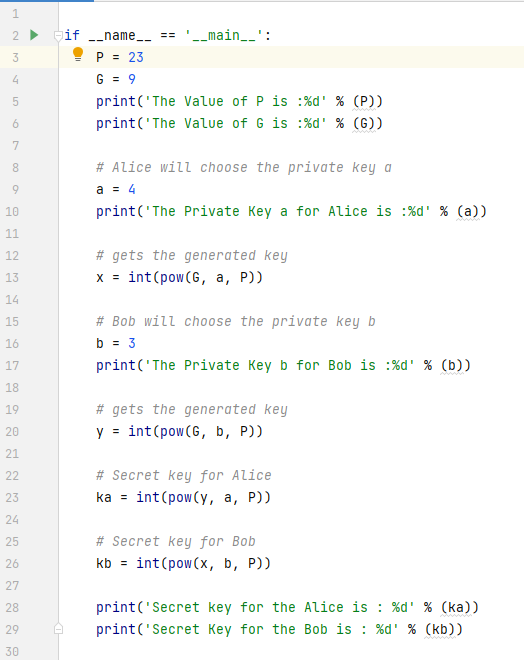 1
2 if __name__ == '__main__':
3 P = 23
4 G = 9
5 print('The Value of P is :%d' % (P))
6 print('The Value of G is :%d' % (G))
7
8 # Alice will choose the private key a
9 a = 4
10 print('The Private Key a for Alice is :%d' % (a))
11
12 # gets the generated key
13 x = int(pow(G, a, P))
14
15 # Bob will choose the private key b
16 b = 3
17 print('The Private Key b for Bob is :%d' % (b))
18
19 # gets the generated key
20 y = int(pow(G, b, P))
21
22 # Secret key for Alice
23 ka = int(pow(y, a, P))
24
25 # Secret key for Bob
26 kb = int(pow(x, b, P))
27
28 print('Secret key for the Alice is : %d' % (ka))
29 print('Secret Key for the Bob is : %d' % (kb))
30